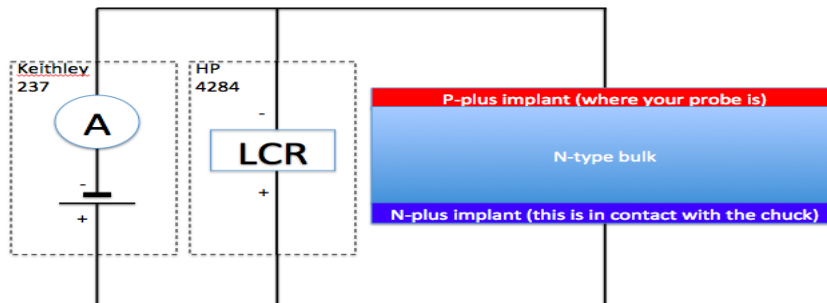 Keithley
237
HP
4284
A
-
+
-
LCR
+
P-plus implant (where your probe is)
N-type bulk
N-plus implant (this is in contact with the chuck)